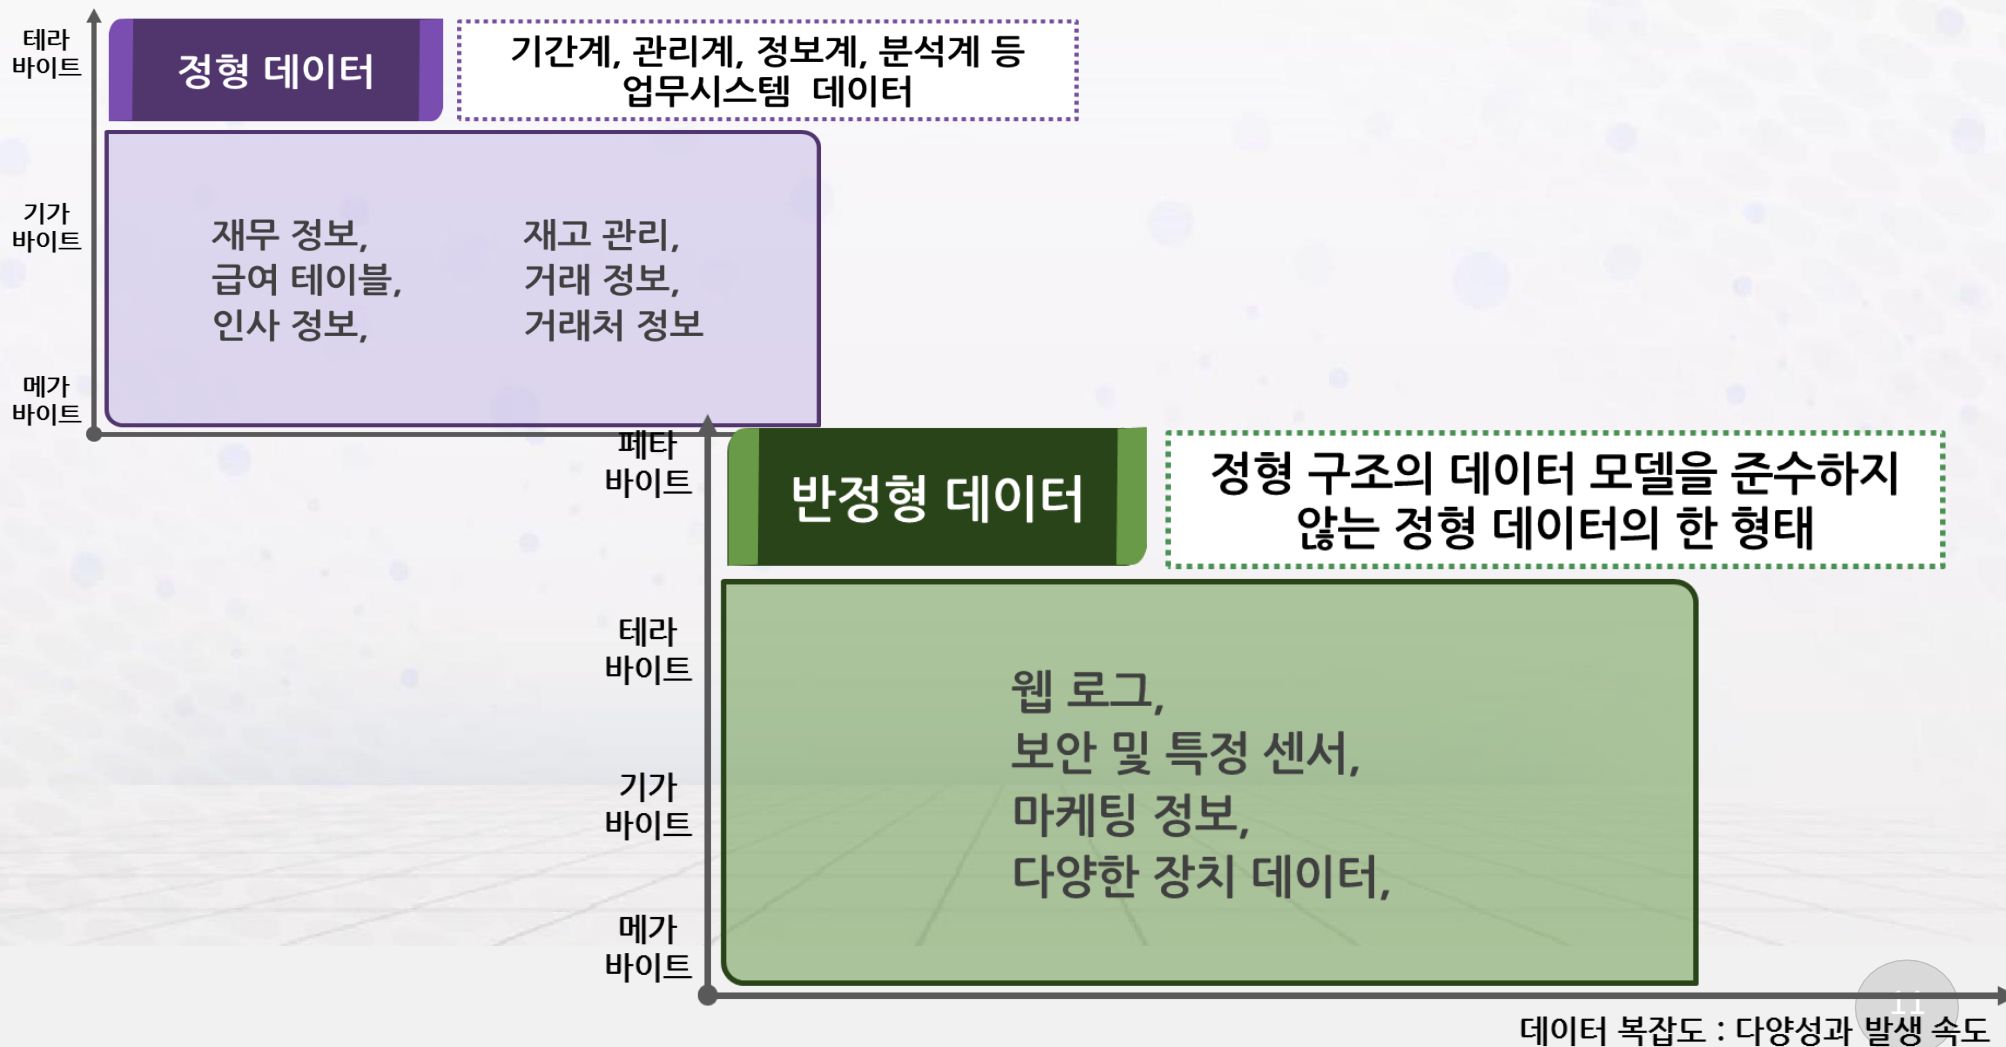 테라
바이트
정형 데이터
기간계, 관리계, 정보계, 분석계 등
업무시스템 데이터
기가
바이트
재무 정보,
급여 테이블,
인사 정보,
재고 관리,
거래 정보,
거래처 정보
메가
바이트
페타
바이트
반정형 데이터
정형 구조의 데이터 모델을 준수하지
않는 정형 데이터의 한 형태
테라
바이트
웹 로그,
보안 및 특정 센서,
마케팅 정보,
다양한 장치 데이터,
기가
바이트
메가
바이트
11
데이터 복잡도 : 다양성과 발생 속도